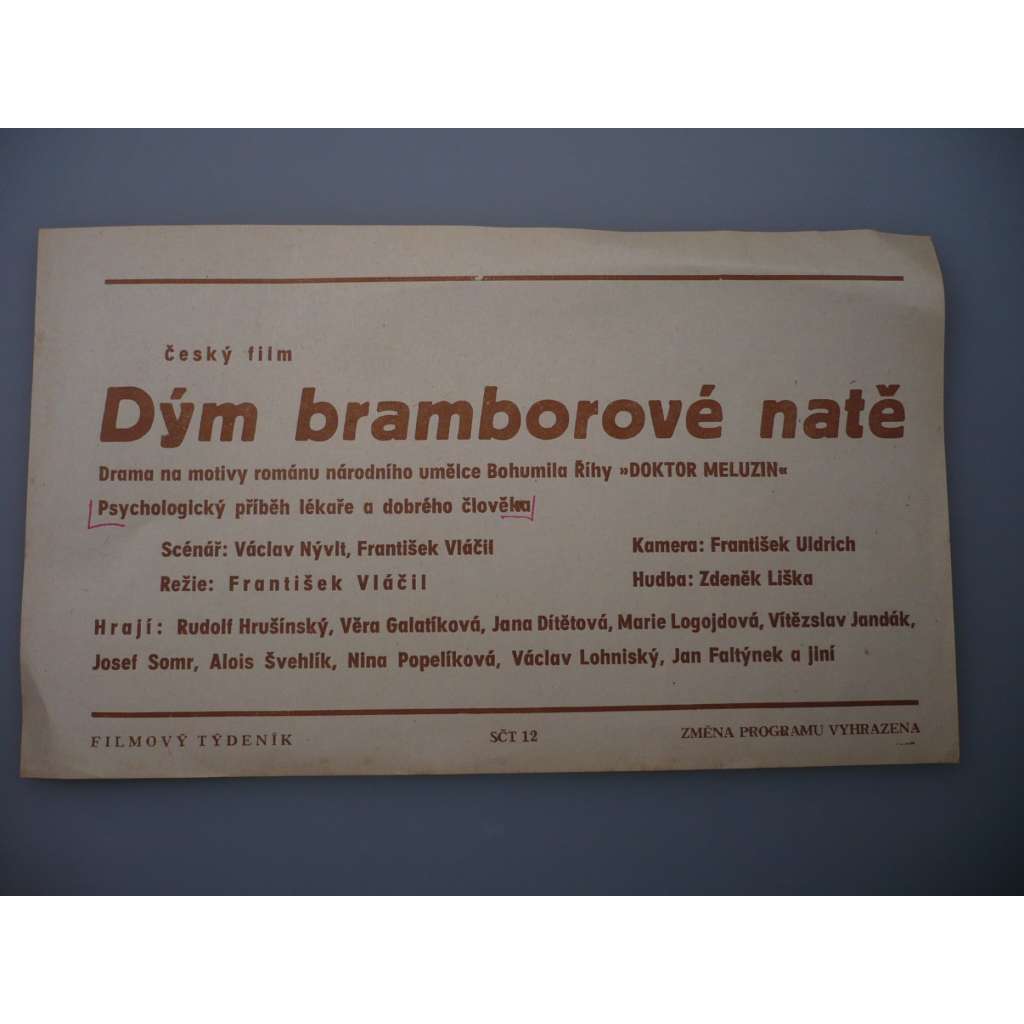 český film
Dým bramborové natě
Drama na motivy románu národního umělce Bohumila Říhy »DOKTOR MELUZIN«
Psychologický příběh lékaře a dobrého člověka
Scénář: Václav Nývlt, František Vláčil
Kamera: František Uldrich
Režie: František Vláčil
Hudba: Zdeněk Liška
Hrají: Rudolf Hrušínský, Věra Galatíková, Jana Dítětová, Marie Logojdová, Vítězslav Jandák,
Josef Somr, Alois Švehlík, Nina Popelíková, Václav Lohniský, Jan Faltýnek a jiní
FILMOVÝ TÝDENÍK
SČT 12
ZMĚNA PROGRAMU VYHRAZENA